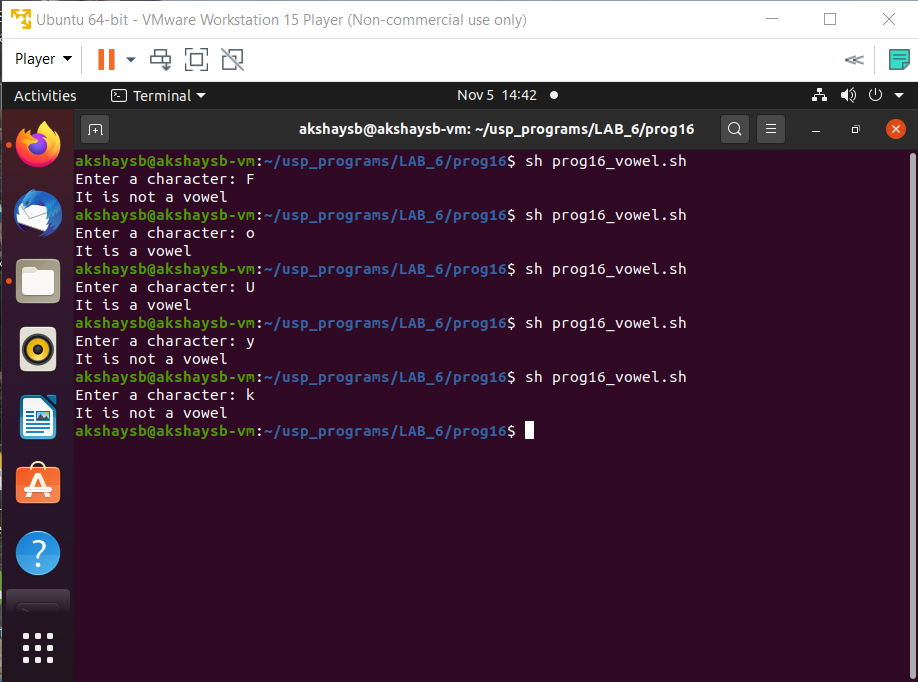 Ubuntu 64-bit - VMware Workstation 15 Player (Non-commercial use only)
Player
Activities Terminal Nov 5 14:42
akshaysb@akshaysb-vm: ~/usp_programs/LAB_6/prog16
akshaysb@akshaysb-vm:~/usp_programs/LAB_6/prog16$ sh prog16_vowel.sh
Enter a character: F
It is not a vowel
akshaysb@akshaysb-vm:~/usp_programs/LAB_6/prog16$ sh prog16_vowel.sh
Enter a character: o
It is a vowel
akshaysb@akshaysb-vm:~/usp_programs/LAB_6/prog16$ sh prog16_vowel.sh
Enter a character: U
It is a vowel
akshaysb@akshaysb-vm:~/usp_programs/LAB_6/prog16$ sh prog16_vowel.sh
Enter a character: y
It is not a vowel
akshaysb@akshaysb-vm:~/usp_programs/LAB_6/prog16$ sh prog16_vowel.sh
Enter a character: k
It is not a vowel
akshaysb@akshaysb-vm:~/usp_programs/LAB_6/prog16$